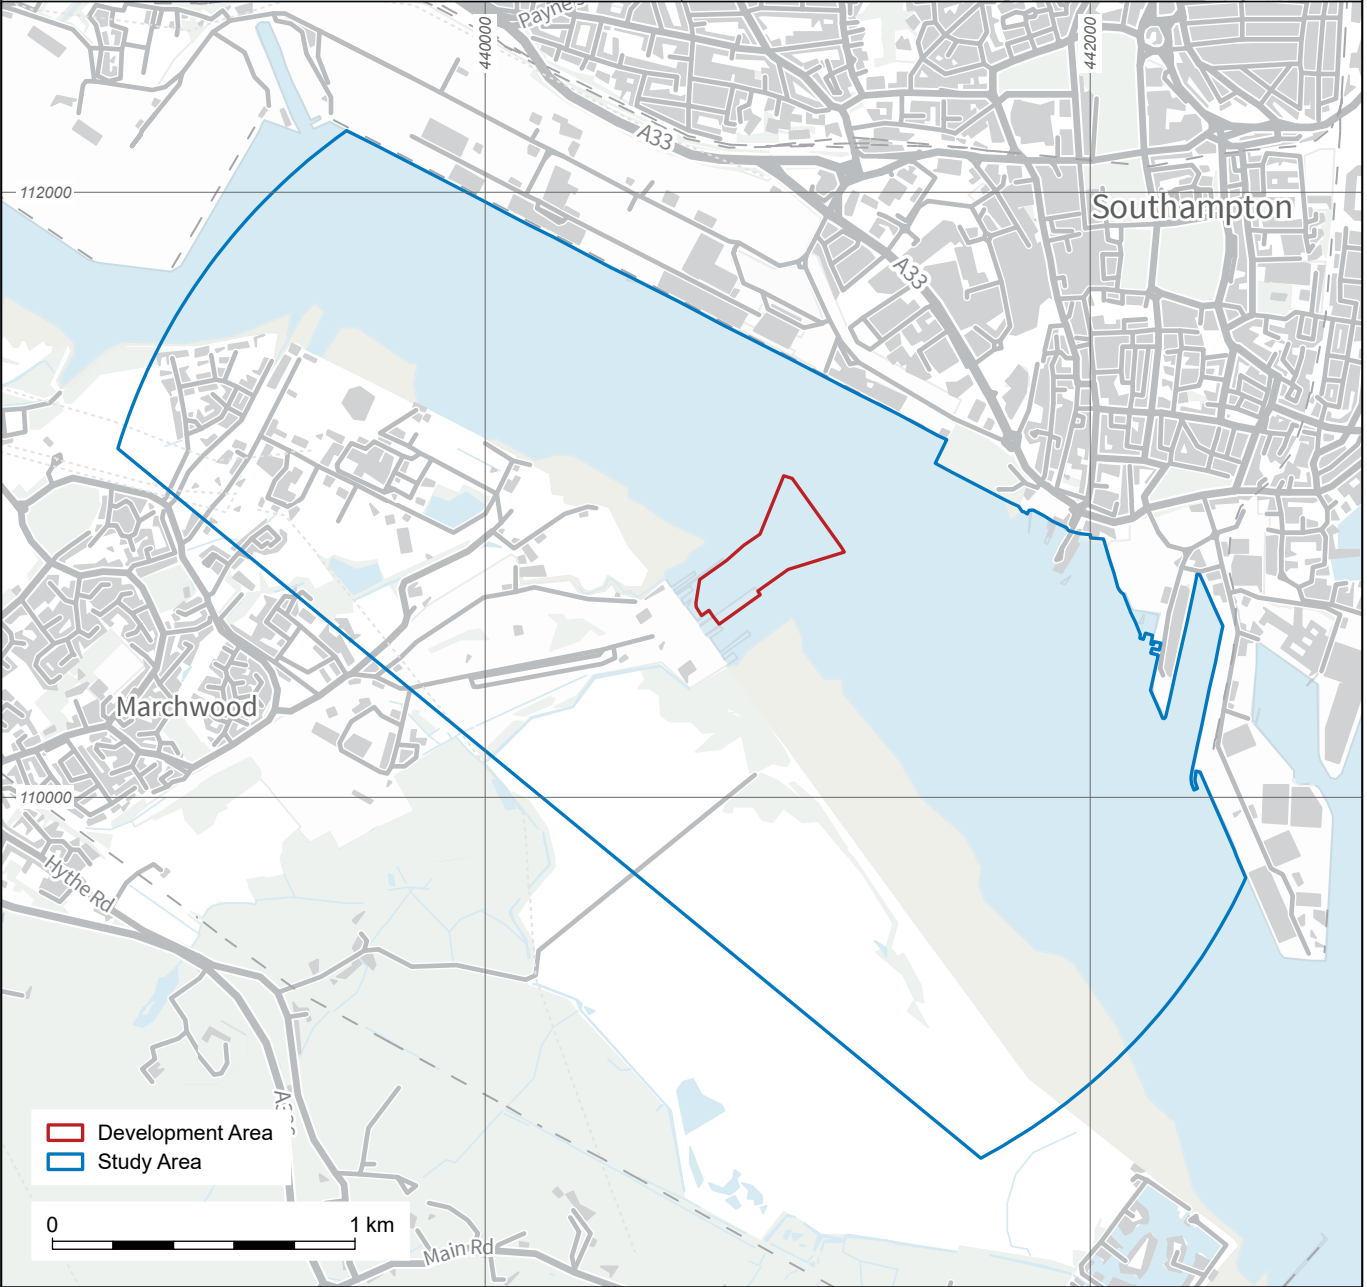 440000
442000
A33
112000
Southampton
A33
Marchwood
110000
Hythe Rd
Development Area
Study Area
0 1 km
Main Rd